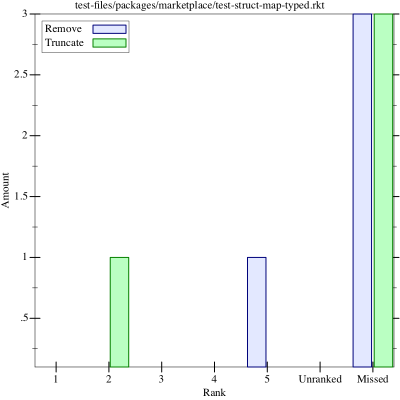 test-files/packages/marketplace/test-struct-map-typed.rkt
Remove
Truncate
3
2.5
2
1.5
1
.5
Amount
1 2 3 4 5 Unranked Missed
Rank